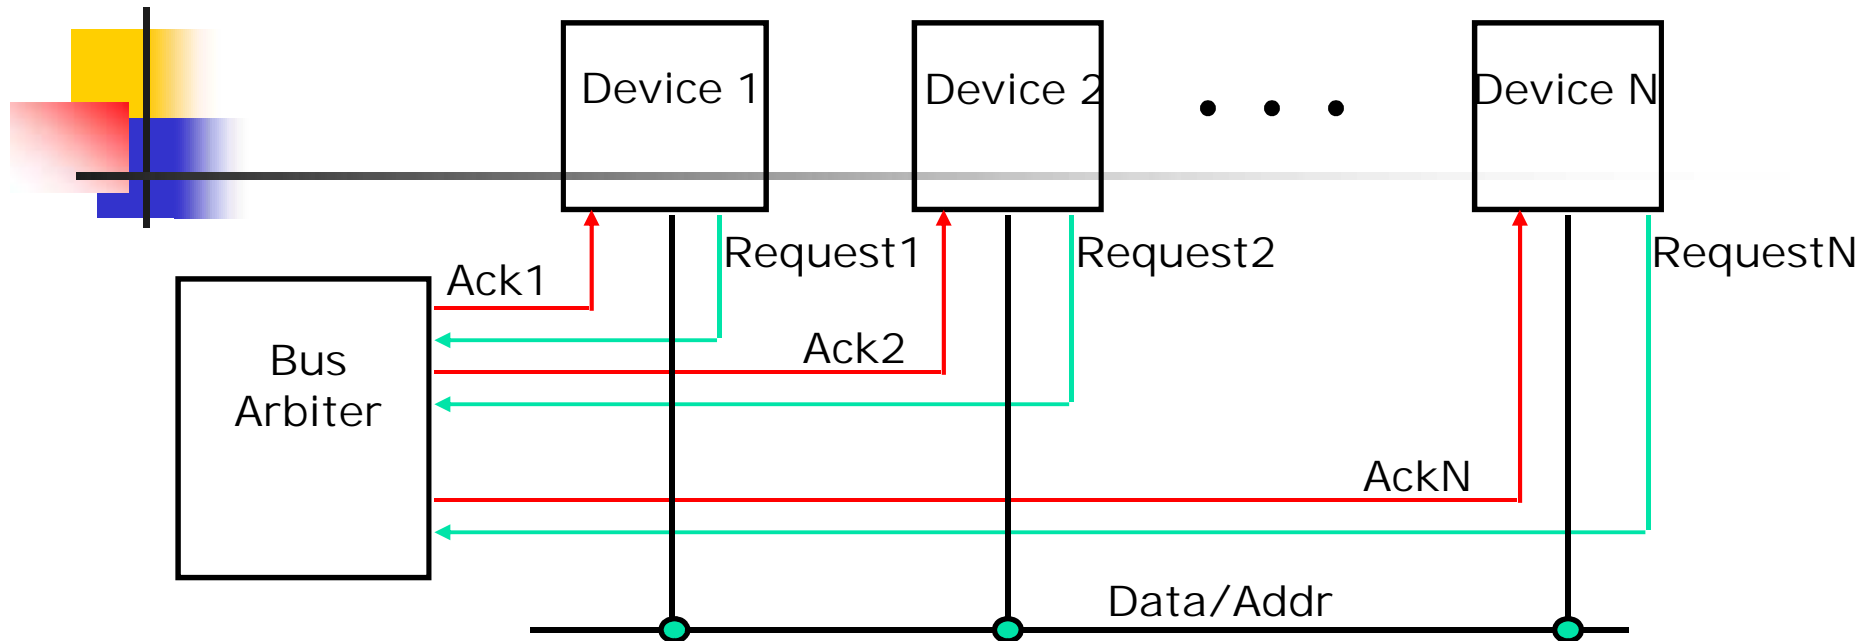 Device 1
Device 2
Device N
Request1
Request2
RequestN
Ack1
Ack2
Bus
Arbiter
AckN
Data/Addr